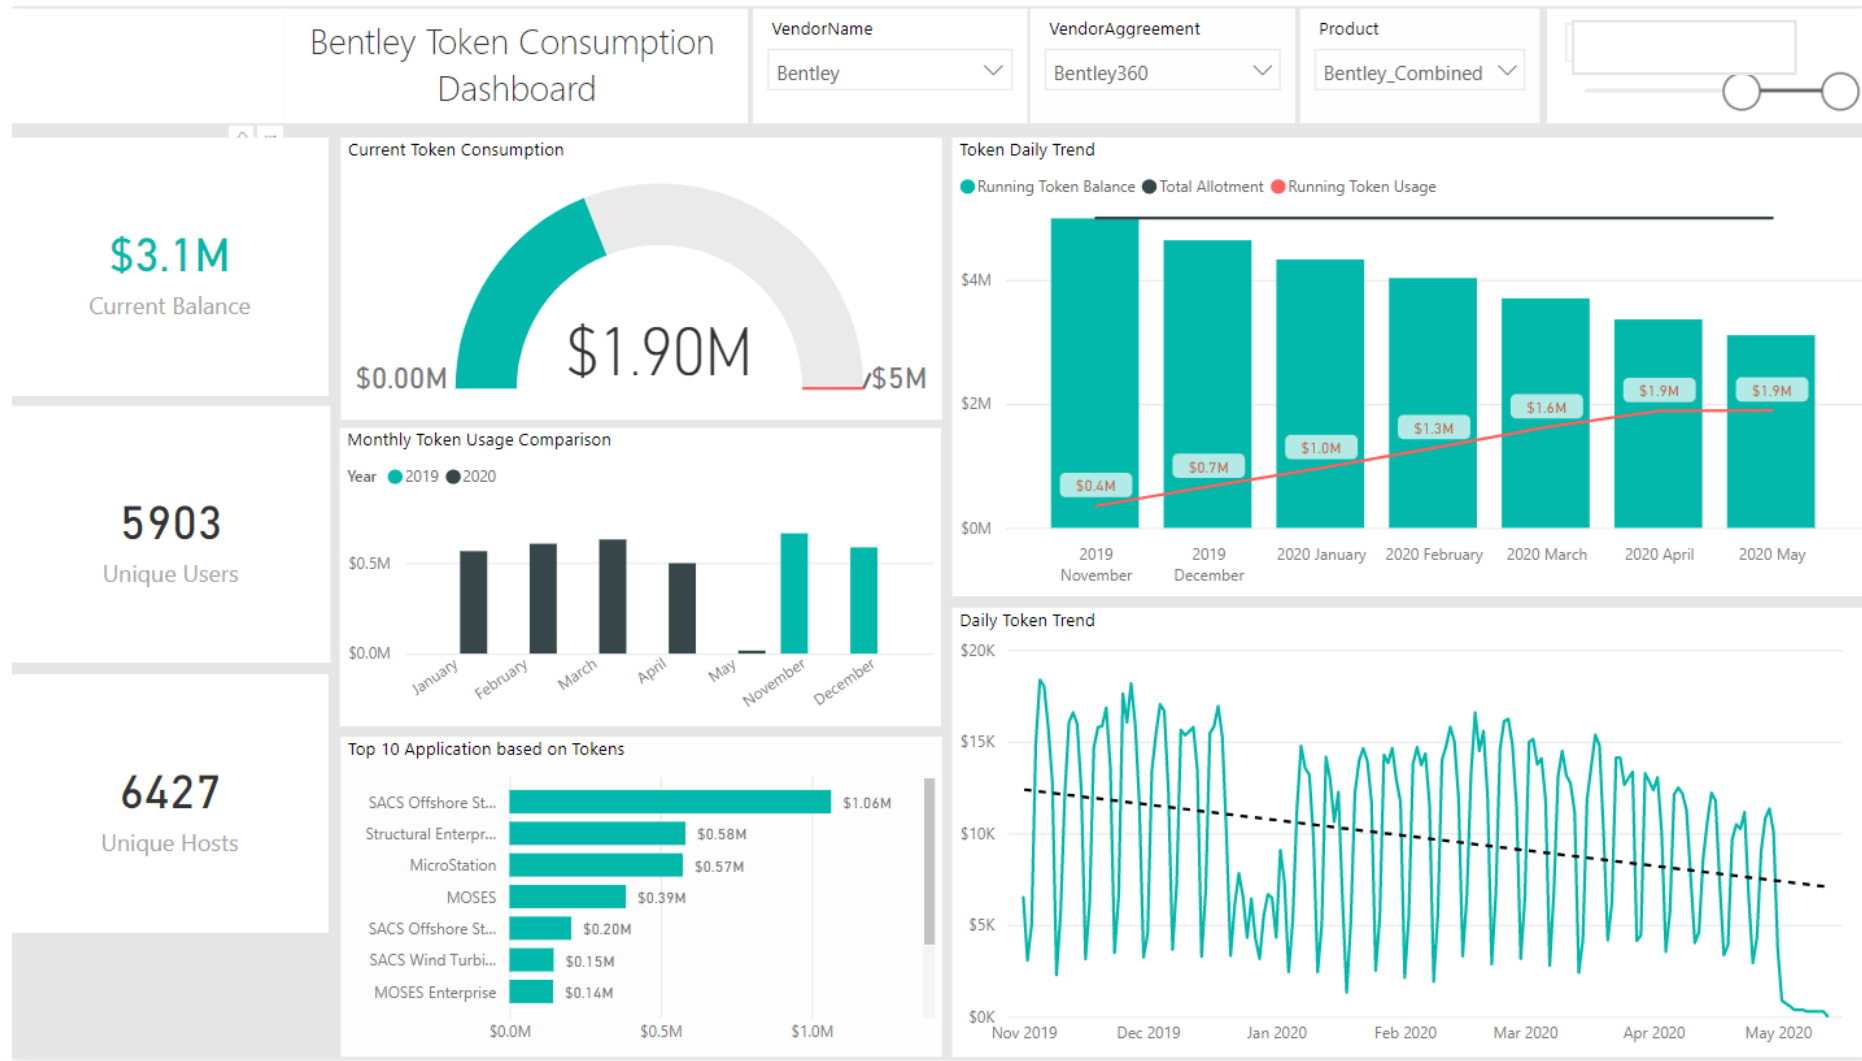 Bentley Token Consumption
Dashboard
VendorName
Bentley
VendorAggreement
Bentley360
Product
Bentley_Combined
$3.1M
Current Balance
5903
Unique Users
6427
Unique Hosts
Current Token Consumption
$0.00M
$1.90M
$5M
Monthly Token Usage Comparison
Year 2019 2020
$0.5M
$0.0M
January
February
March
April
May
November
December
Top 10 Application based on Tokens
SACS Offshore St... $1.06M
Structural Enterpr... $0.58M
MicroStation $0.57M
MOSES $0.39M
SACS Offshore St... $0.20M
SACS Wind Turbi... $0.15M
MOSES Enterprise $0.14M
$0.0M $0.5M $1.0M
Token Daily Trend
Running Token Balance Total Allotment Running Token Usage
$4M
$2M
$0M
$0.4M
$0.7M
$1.0M
$1.3M
$1.6M
$1.9M
$1.9M
2019
November
2019
December
2020 January
2020 February
2020 March
2020 April
2020 May
Daily Token Trend
$20K
$15K
$10K
$5K
$0K
Nov 2019 Dec 2019 Jan 2020 Feb 2020 Mar 2020 Apr 2020 May 2020